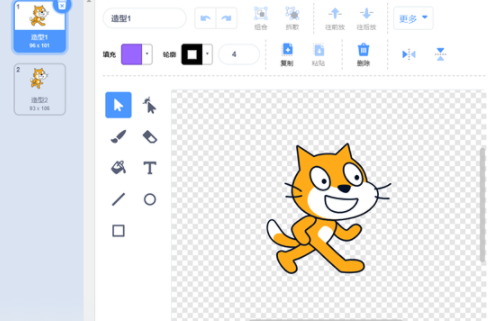 1
造型1
96 x 101
2
造型2
93 x 106
造型1
组合
拆散
往前放
往后放
更多
填充
轮廓
4
复制
粘贴
删除
T